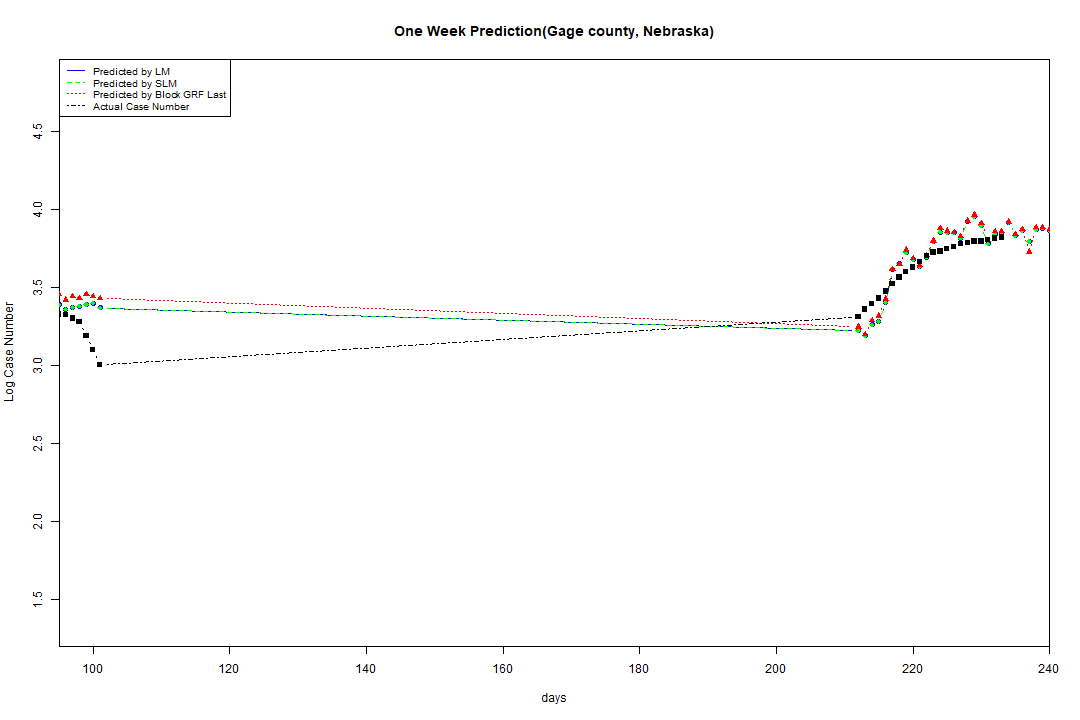 One Week Prediction(Gage county, Nebraska)
Predicted by LM
Predicted by SLM
Predicted by Block GRF Last
Actual Case Number
Log Case Number
4.5
4.0
3.5
3.0
2.5
2.0
1.5
100 120 140 160 180 200 220 240
days